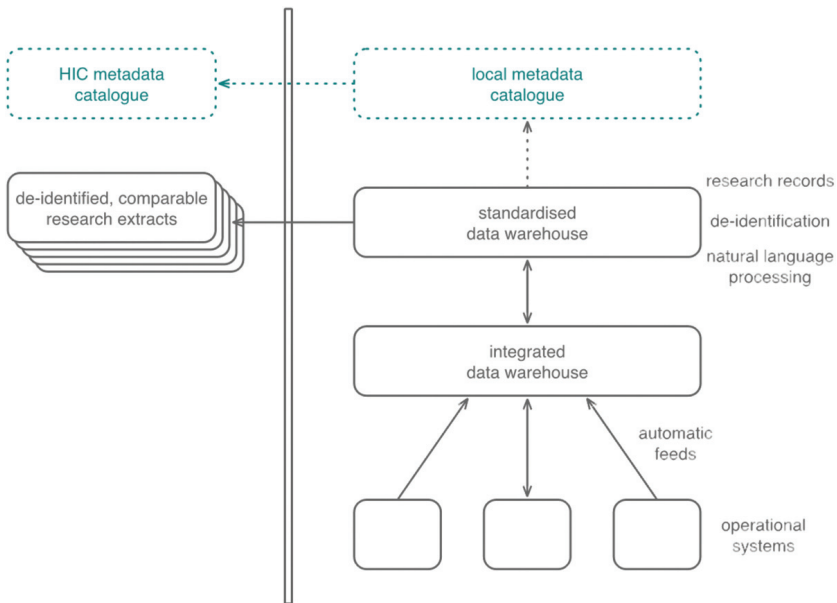 HIC metadata
catalogue
local metadata
catalogue
de-identified, comparable
research extracts
standardised
data warehouse
research records
de-identification
natural language
processing
integrated
data warehouse
automatic
feeds
operational
systems